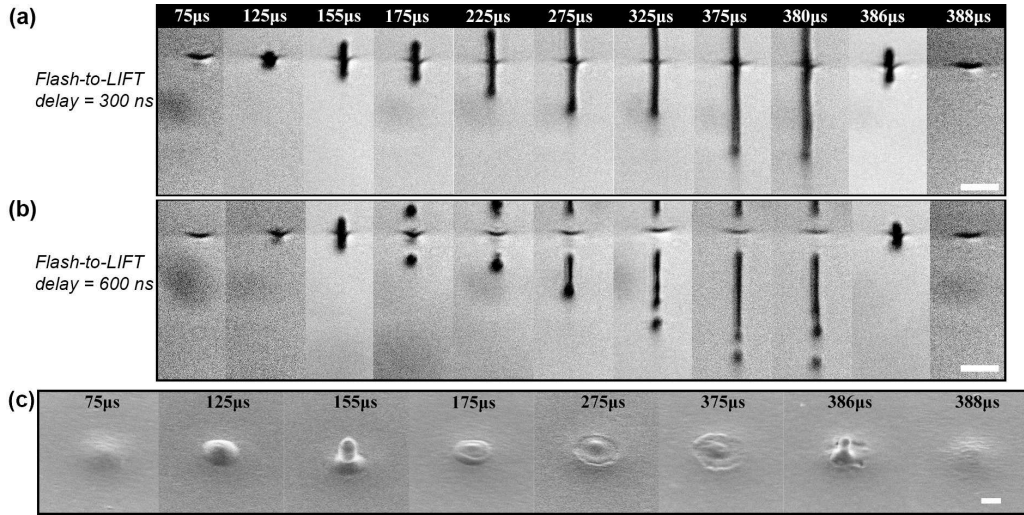 (a)
75µs 125µs 155µs 175µs 225µs 275µs 325µs 375µs 380µs 386µs 388µs
Flash-to-LIFT
delay = 300 ns
(b)
Flash-to-LIFT
delay = 600 ns
(c)
75µs 125µs 155µs 175µs 275µs 375µs 386µs 388µs